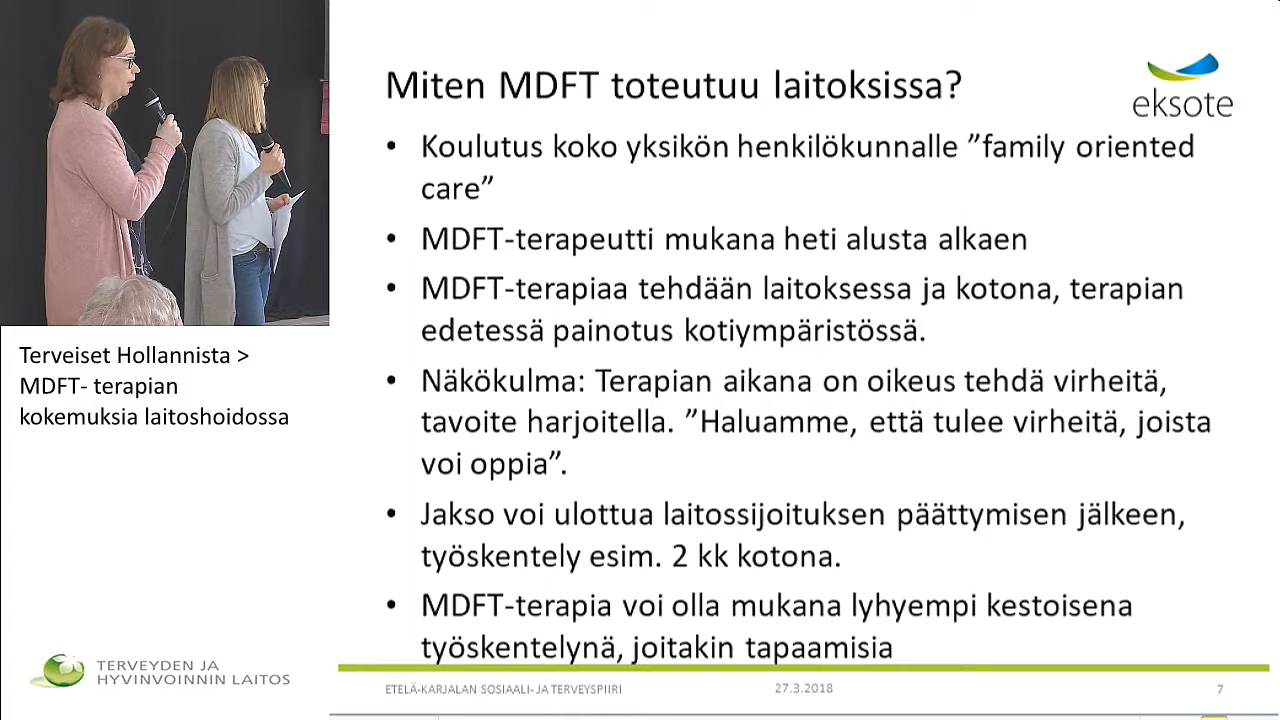 Miten MDFT toteutuu laitoksissa?
eksote
• Koulutus koko yksikön henkilökunnalle ”family oriented
care”
• MDFT-terapeutti mukana heti alusta alkaen
• MDFT-terapiaa tehdään laitoksessa ja kotona, terapian
edetessä painotus kotiympäristössä.
• Näkökulma: Terapian aikana on oikeus tehdä virheitä,
tavoite harjoitella. ”Haluamme, että tulee virheitä, joista
voi oppia”.
• Jakso voi ulottua laitossijoituksen päättymisen jälkeen,
työskentely esim. 2 kk kotona.
• MDFT-terapia voi olla mukana lyhyempi kestoisena
työskentelynä, joitakin tapaamisia
Terveiset Hollannista >
MDFT- terapian
kokemuksia laitoshoidossa
TERVEYDEN JA
HYVINVOINNIN LAITOS
ETELÄ-KARJALAN SOSIAALI- JA TERVEYSPIIRI
27.3.2018
7